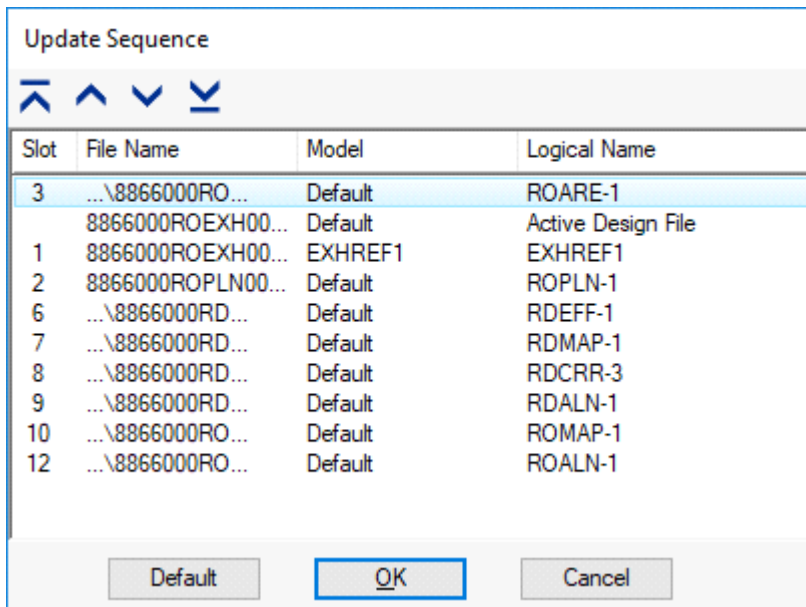 Update Sequence
Slot File Name Model Logical Name
3 ...\8866000RO... Default ROARE-1
8866000ROEXH00... Default Active Design File
1 8866000ROEXH00... EXHREF1 EXHREF1
2 8866000ROPLN00... Default ROPLN-1
6 ...\8866000RD... Default RDEFF-1
7 ...\8866000RD... Default RDMAP-1
8 ...\8866000RD... Default RDCRR-3
9 ...\8866000RD... Default RDALN-1
10 ...\8866000RO... Default ROMAP-1
12 ...\8866000RO... Default ROALN-1
Default OK Cancel